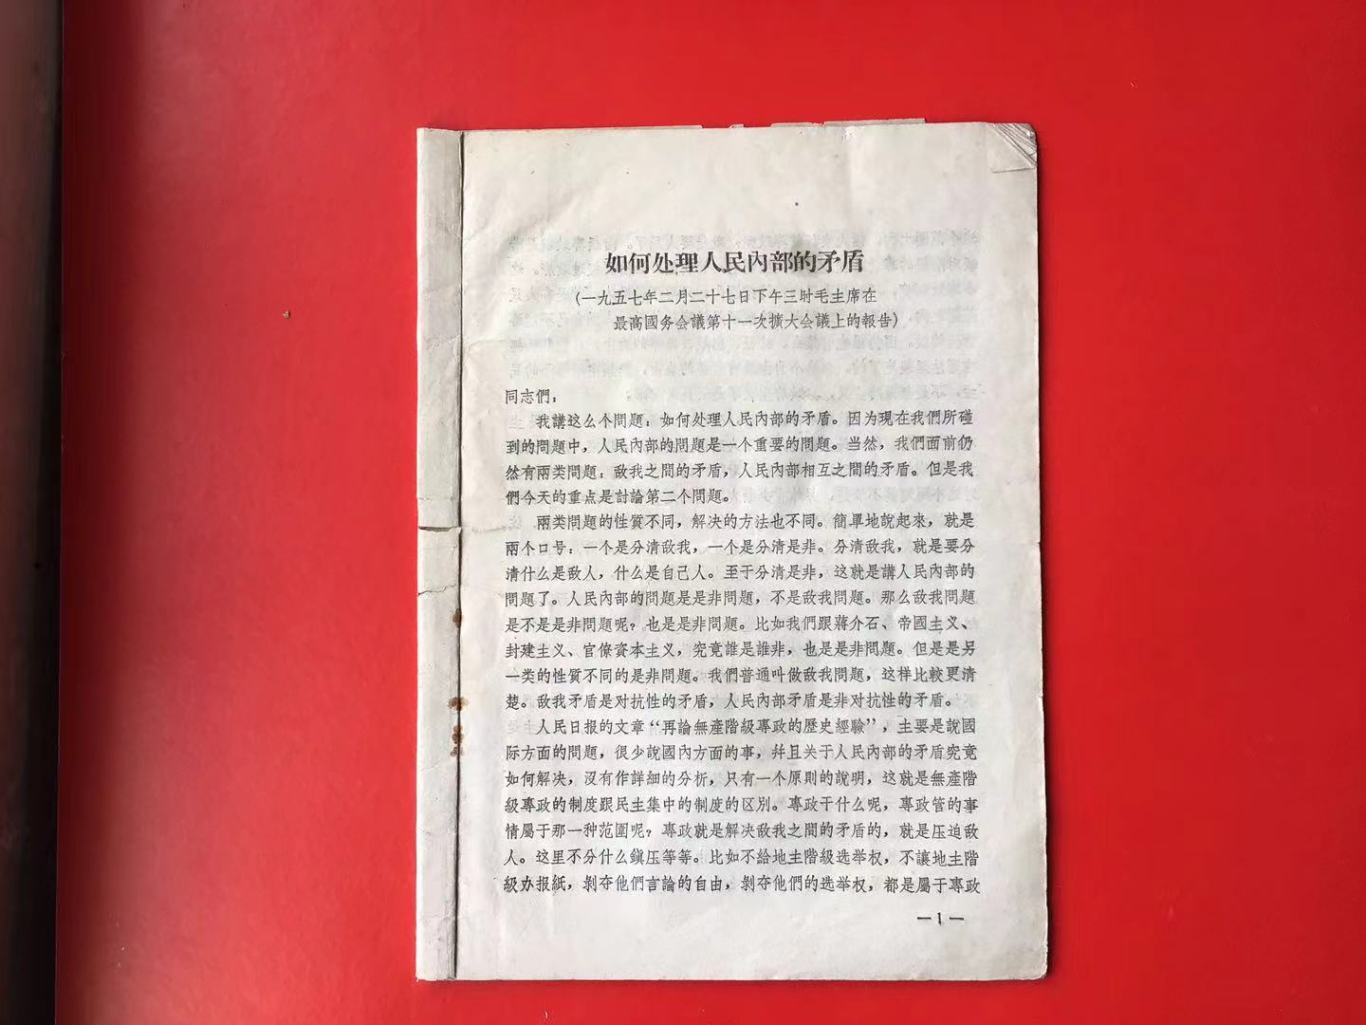 如何处理人民內部的矛盾
(一九五七年二月二十七日下午三时毛主席在
最高國务会議第十一次擴大会議上的報告)
同志們：
我講这么个問題：如何处理人民內部的矛盾。因为現在我們所碰
到的問題中，人民內部的問題是一个重要的問題。当然，我們面前仍
然有兩类問題：敌我之間的矛盾，人民內部相互之間的矛盾。但是我
們今天的重点是討論第二个問題。
兩类問題的性質不同，解决的方法也不同。簡單地說起來，就是
兩个口号：一个是分清敌我，一个是分清是非。分清敌我，就是要分
清什么是敌人，什么是自己人。至于分清是非，这就是講人民內部的
問題了。人民內部的問題是是非問題，不是敌我問題。那么敌我問題
是不是是非問題呢？也是是非問題。比如我們跟蔣介石、帝國主义、
封建主义、官僚資本主义，究竟誰是誰非，也是是非問題。但是是另
一类的性質不同的是非問題。我們普通叫做敌我問題，这样比較更清
楚。敌我矛盾是对抗性的矛盾，人民內部矛盾是非对抗性的矛盾。
人民日报的文章“再論無產階級專政的歷史經驗”，主要是說國
际方面的問題，很少說國內方面的事，幷且关于人民內部的矛盾究竟
如何解决，沒有作詳細的分析，只有一个原則的說明，这就是無產階
級專政的制度跟民主集中的制度的区別。專政干什么呢，專政管的事
情屬于那一种范圍呢？專政就是解决敌我之間的矛盾的，就是压迫敌
人。这里不分什么鎭压等等。比如不給地主階級选举权，不讓地主階
級办报紙，剝夺他們言論的自由，剝夺他們的选举权，都是屬于專政
—1—